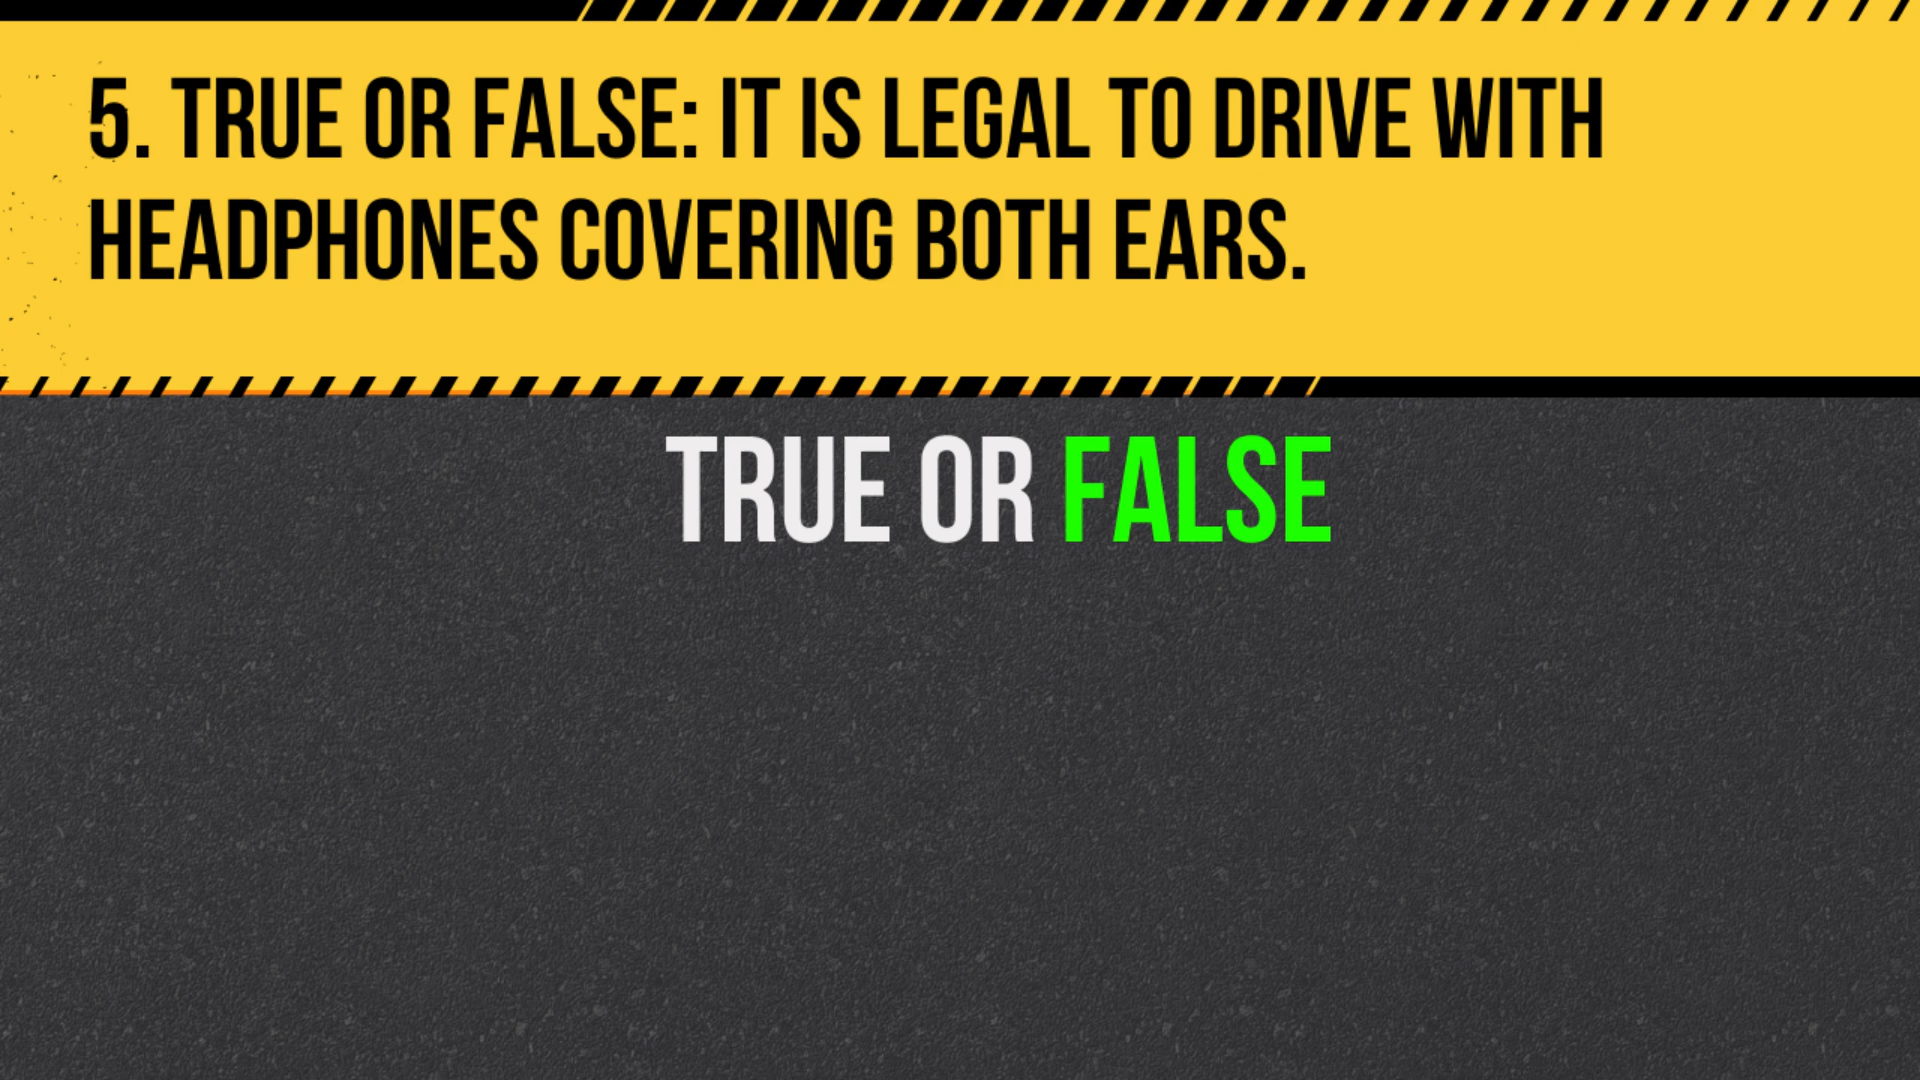 5. TRUE OR FALSE: IT IS LEGAL TO DRIVE WITH
HEADPHONES COVERING BOTH EARS.
TRUE OR FALSE